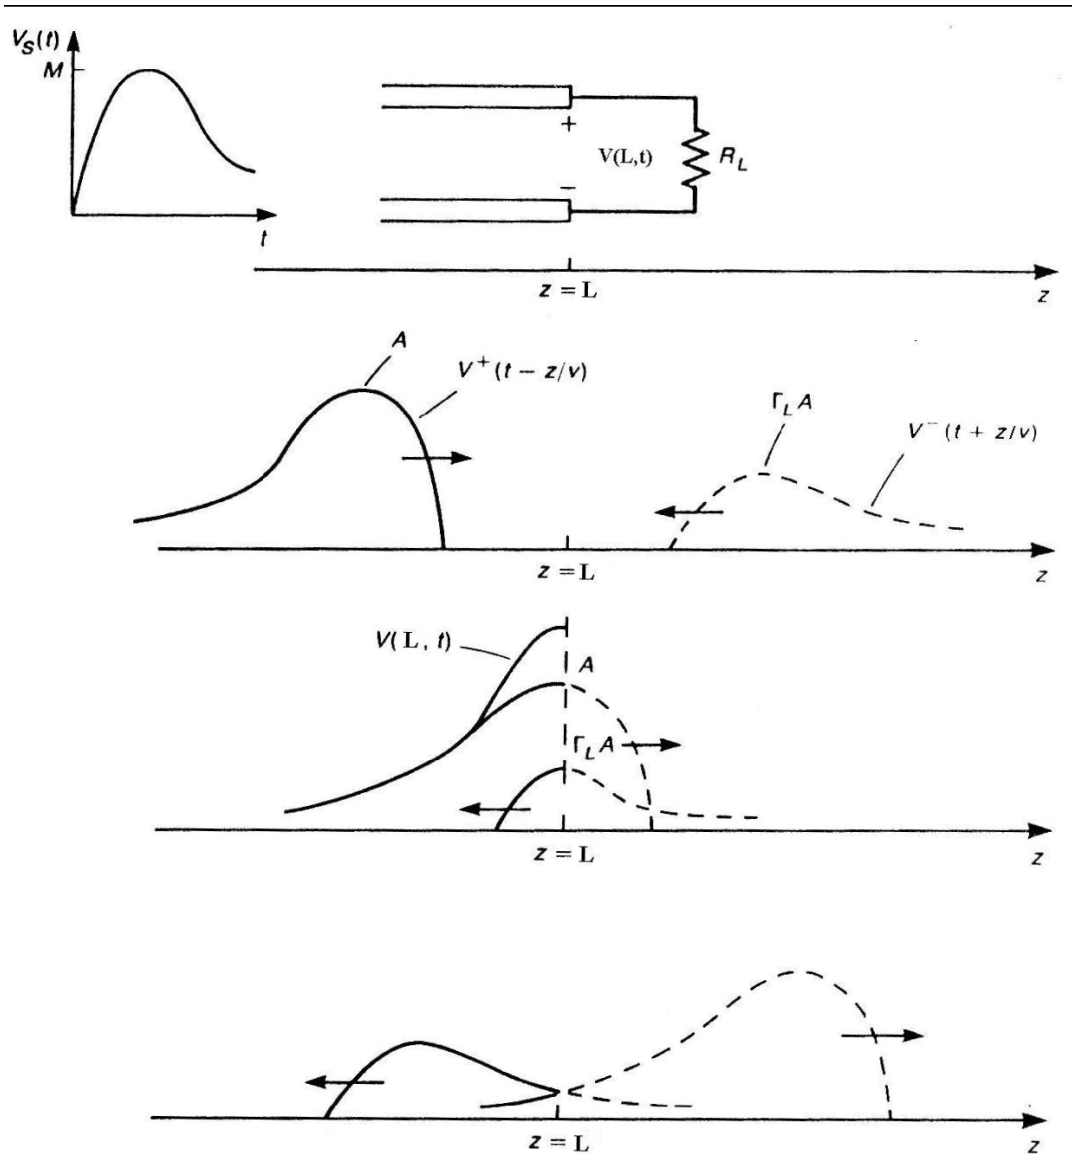 V_S(t)
M
t
+
V(L,t)
R_L
−
z = L
z
A
V⁺(t − z/v)
Γ_L A
V⁻(t + z/v)
z = L
z
V(L, t)
A
Γ_L A
z = L
z
z = L
z